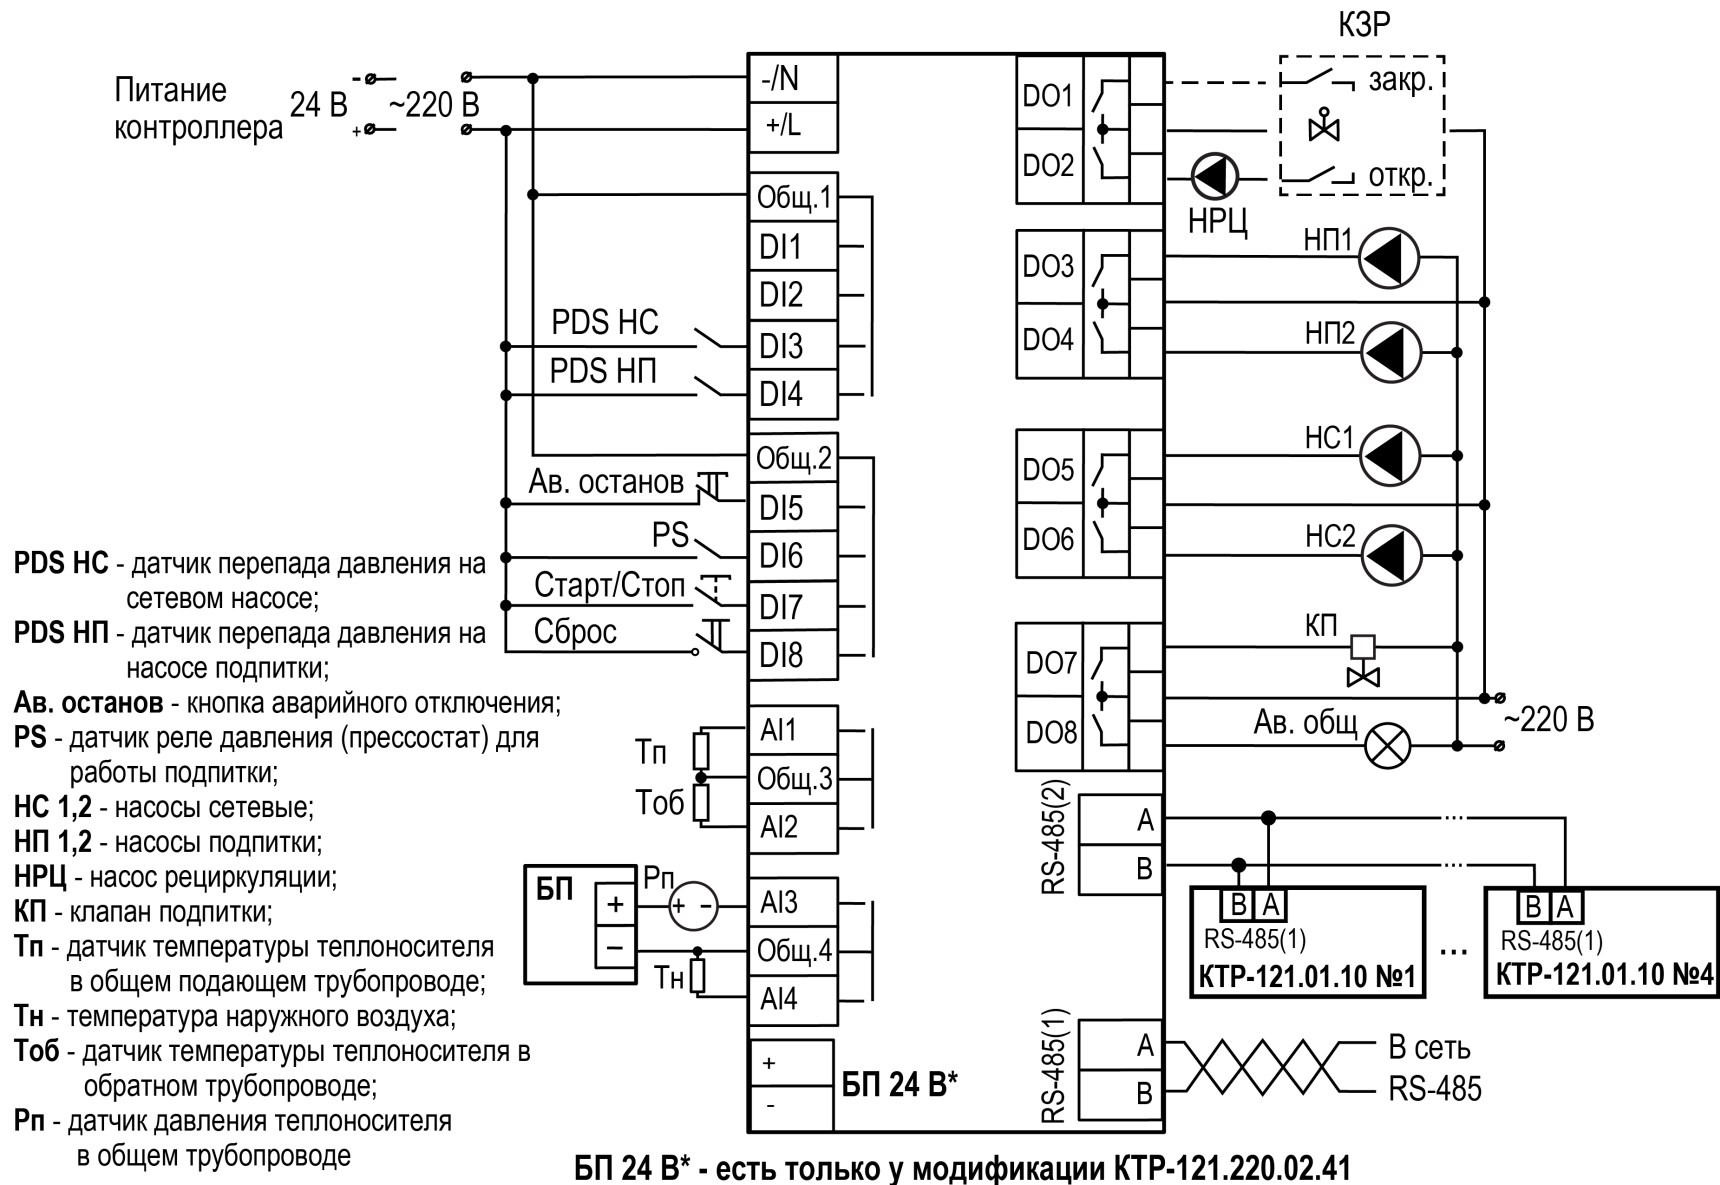 КЗР
Питание
контроллера
24 В
-
+
~220 В
-/N
+/L
Общ.1
DI1
DI2
PDS НС
DI3
PDS НП
DI4
Общ.2
Ав. останов
DI5
PS
DI6
Старт/Стоп
DI7
Сброс
DI8
AI1
Тп
Общ.3
Тоб
AI2
БП
+
−
Рп
+ −
AI3
Общ.4
Тн
AI4
+
-
БП 24 В*
DO1
DO2
закр.
откр.
НРЦ
DO3
DO4
НП1
НП2
DO5
DO6
НС1
НС2
DO7
DO8
КП
Ав. общ
~220 В
RS-485(2)
A
B
...
...
B A
RS-485(1)
КТР-121.01.10 №1
...
B A
RS-485(1)
КТР-121.01.10 №4
RS-485(1)
A
B
В сеть
RS-485
PDS НС - датчик перепада давления на
сетевом насосе;
PDS НП - датчик перепада давления на
насосе подпитки;
Ав. останов - кнопка аварийного отключения;
PS - датчик реле давления (прессостат) для
работы подпитки;
НС 1,2 - насосы сетевые;
НП 1,2 - насосы подпитки;
НРЦ - насос рециркуляции;
КП - клапан подпитки;
Тп - датчик температуры теплоносителя
в общем подающем трубопроводе;
Тн - температура наружного воздуха;
Тоб - датчик температуры теплоносителя в
обратном трубопроводе;
Рп - датчик давления теплоносителя
в общем трубопроводе
БП 24 В* - есть только у модификации КТР-121.220.02.41